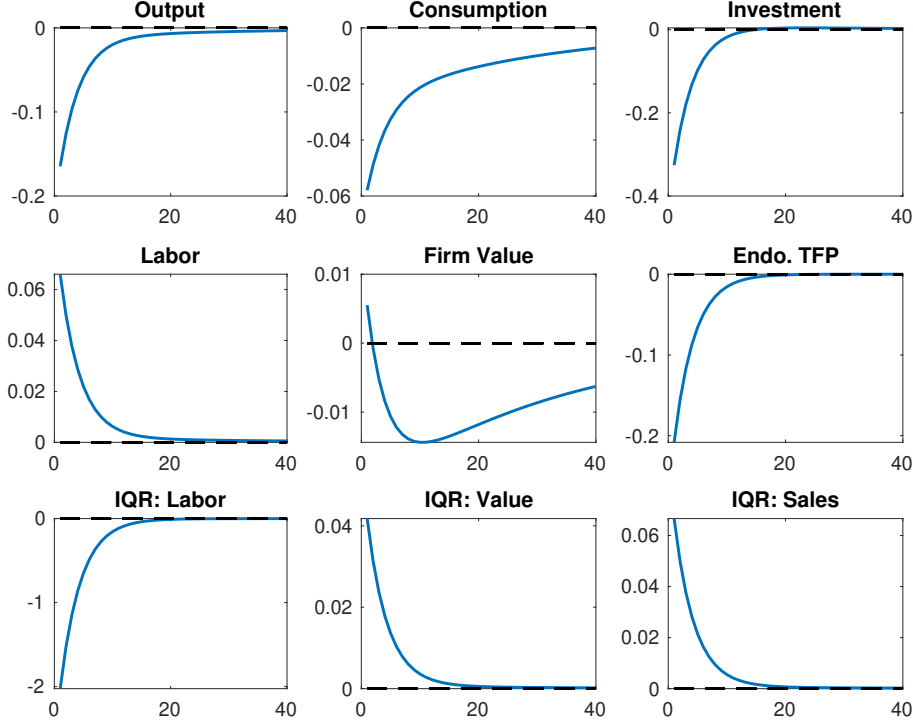 Output Consumption Investment
0 0 0
-0.1 -0.02 -0.2
-0.2 -0.04 -0.4
-0.06
0 20 40 0 20 40 0 20 40
Labor Firm Value Endo. TFP
0.06 0.01 0
0.04 0 -0.1
0.02 -0.01 -0.2
0
0 20 40 0 20 40 0 20 40
IQR: Labor IQR: Value IQR: Sales
0 0.04 0.06
-1 0.02 0.04
-2 0 0.02
0
0 20 40 0 20 40 0 20 40